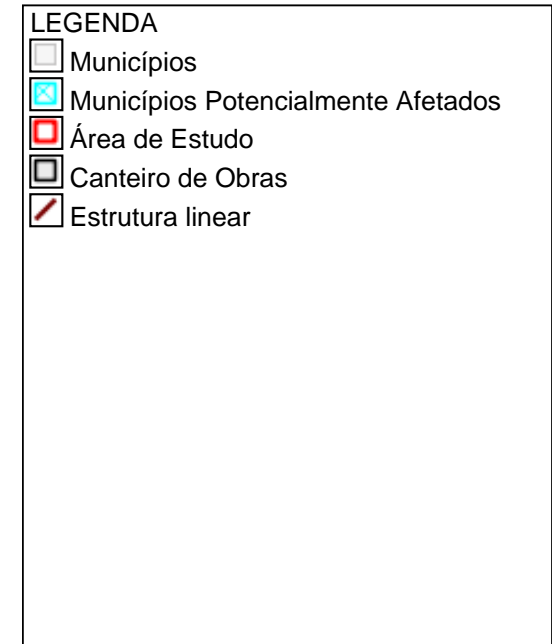 LEGENDA
Municípios
Municípios Potencialmente Afetados
Área de Estudo
Canteiro de Obras
Estrutura linear